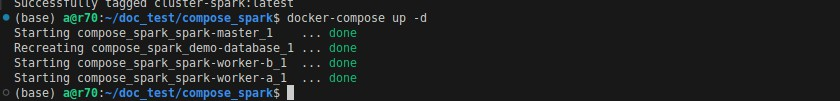 Successfully tagged cluster-spark:latest
(base) a@r70:~/doc_test/compose_spark$ docker-compose up -d
Starting compose_spark_spark-master_1 ... done
Recreating compose_spark_demo-database_1 ... done
Starting compose_spark_spark-worker-b_1 ... done
Starting compose_spark_spark-worker-a_1 ... done
(base) a@r70:~/doc_test/compose_spark$